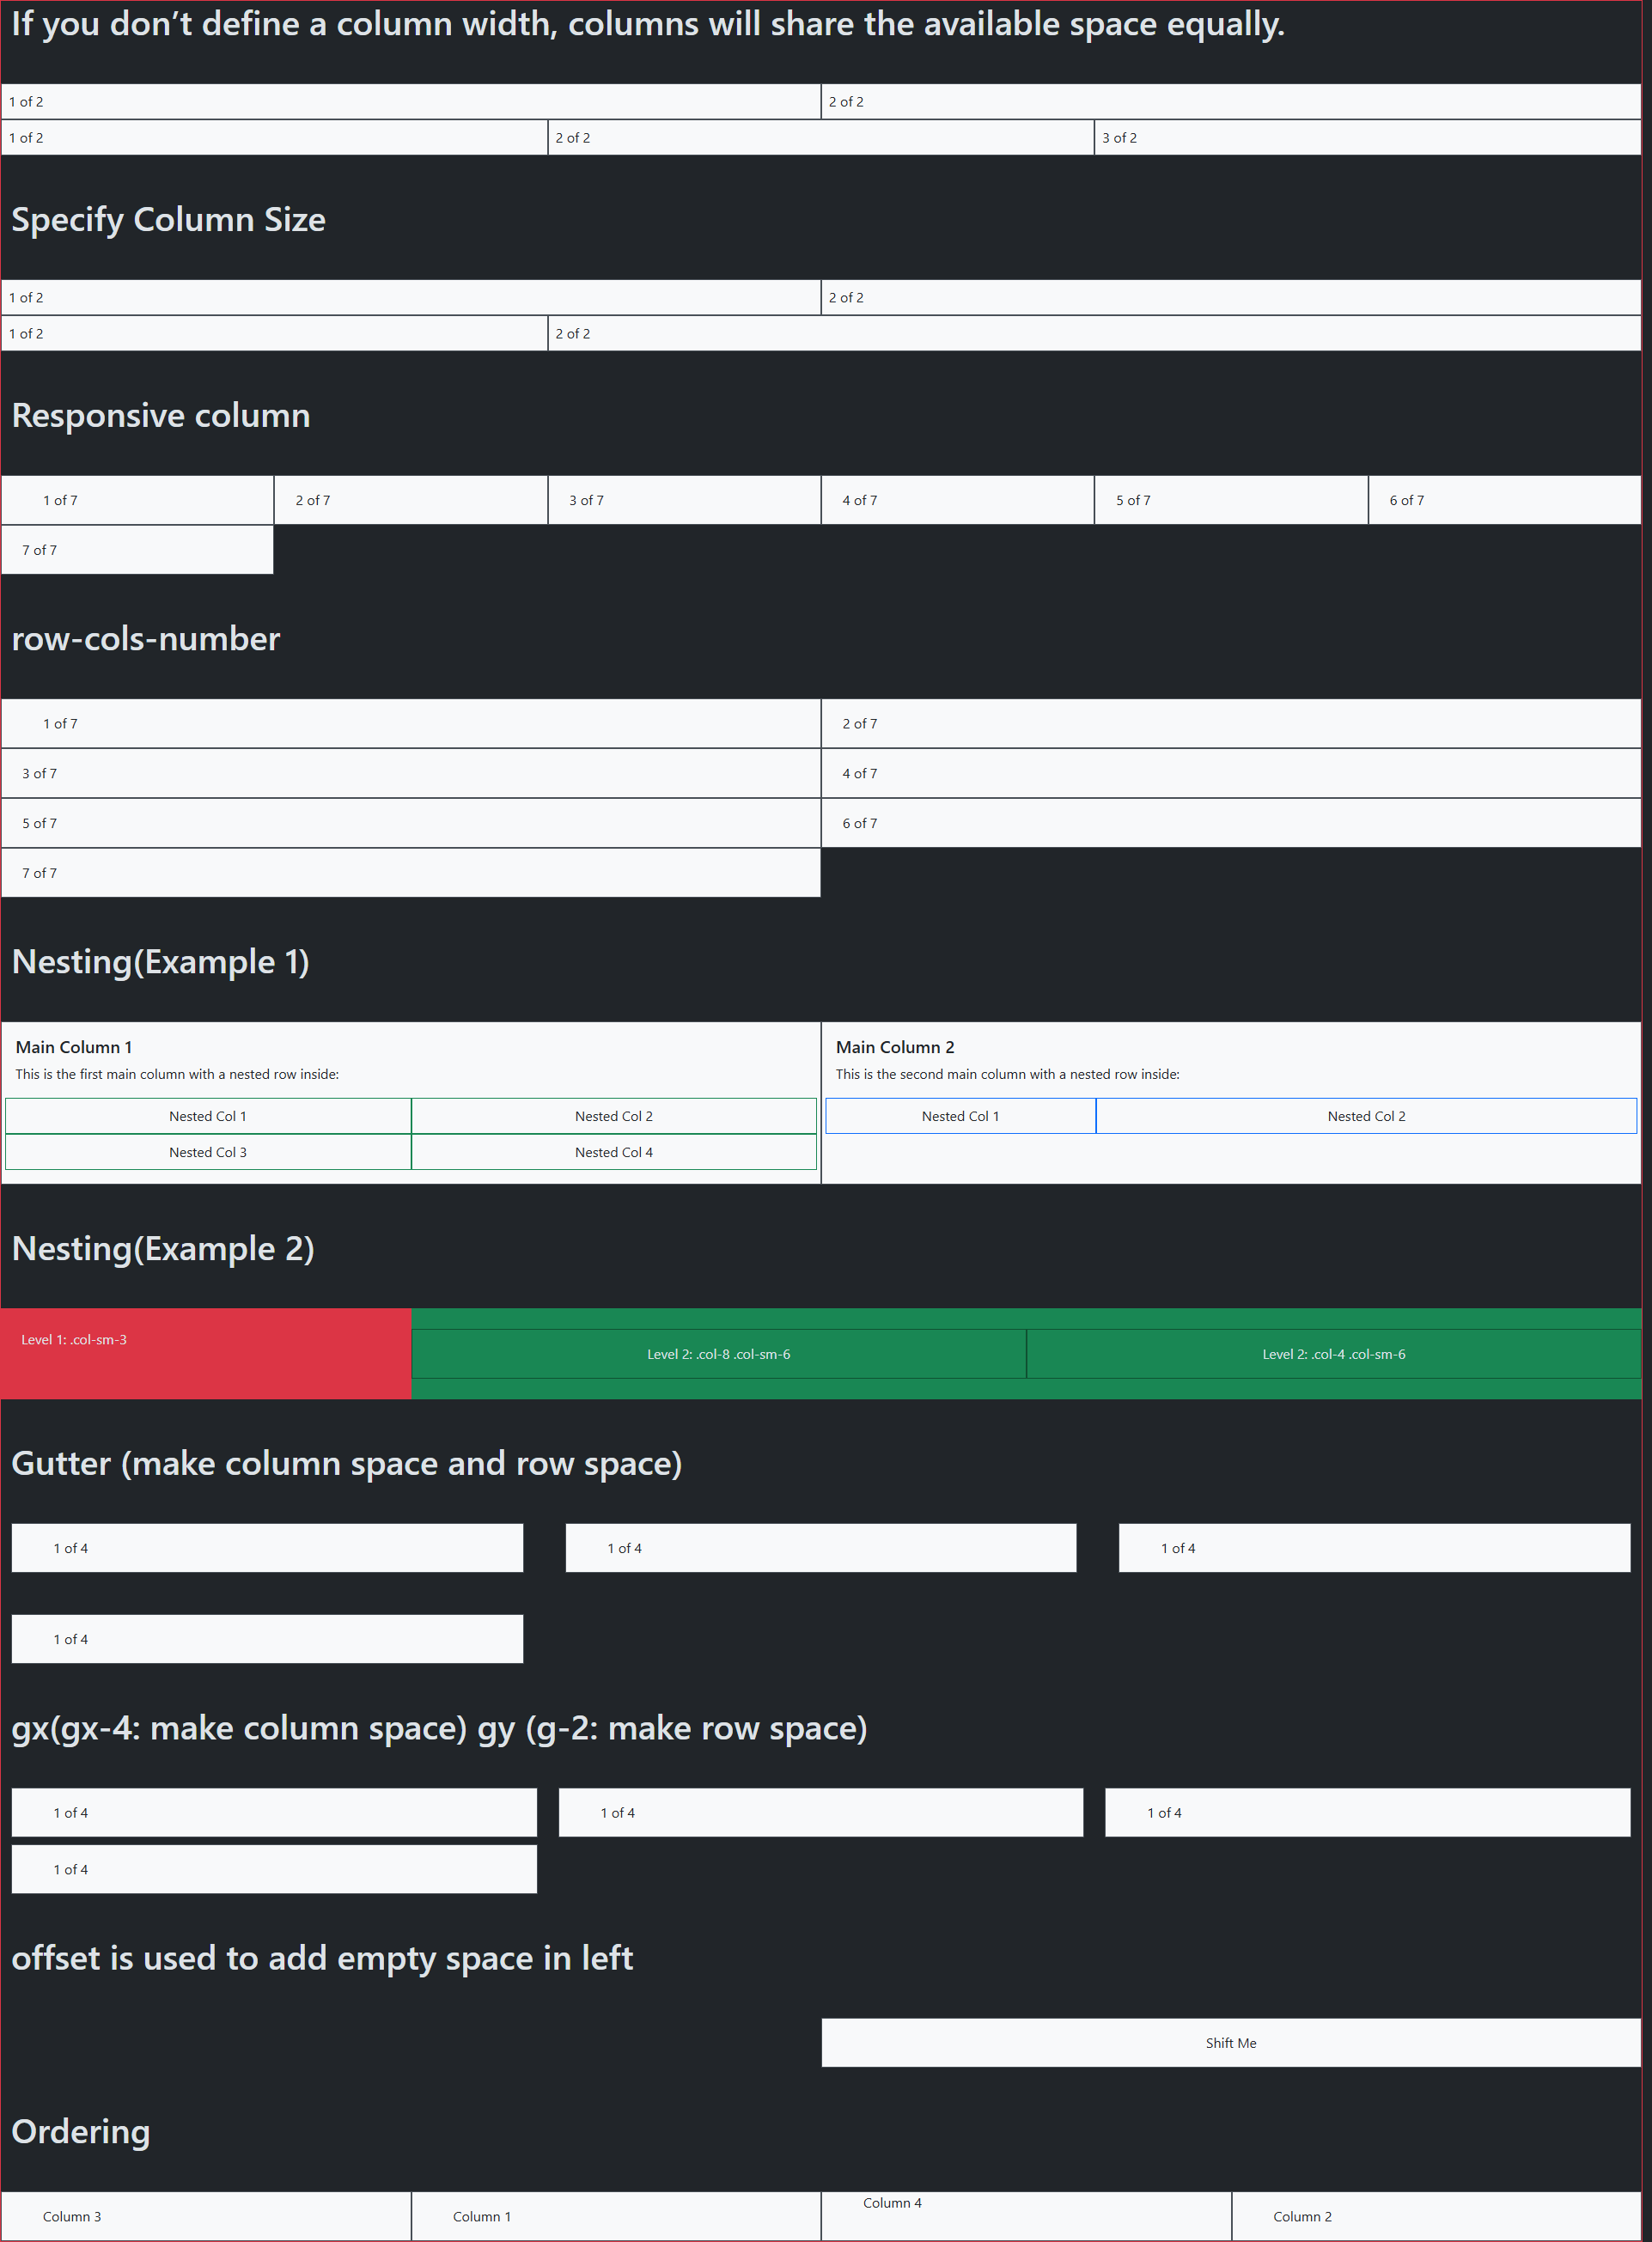 If you don’t define a column width, columns will share the available space equally.
1 of 2
2 of 2
1 of 2
2 of 2
3 of 2
Specify Column Size
1 of 2
2 of 2
1 of 2
2 of 2
Responsive column
1 of 7
2 of 7
3 of 7
4 of 7
5 of 7
6 of 7
7 of 7
row-cols-number
1 of 7
2 of 7
3 of 7
4 of 7
5 of 7
6 of 7
7 of 7
Nesting(Example 1)
Main Column 1
This is the first main column with a nested row inside:
Nested Col 1
Nested Col 2
Nested Col 3
Nested Col 4
Main Column 2
This is the second main column with a nested row inside:
Nested Col 1
Nested Col 2
Nesting(Example 2)
Level 1: .col-sm-3
Level 2: .col-8 .col-sm-6
Level 2: .col-4 .col-sm-6
Gutter (make column space and row space)
1 of 4
1 of 4
1 of 4
1 of 4
gx(gx-4: make column space) gy (g-2: make row space)
1 of 4
1 of 4
1 of 4
1 of 4
offset is used to add empty space in left
Shift Me
Ordering
Column 3
Column 1
Column 4
Column 2